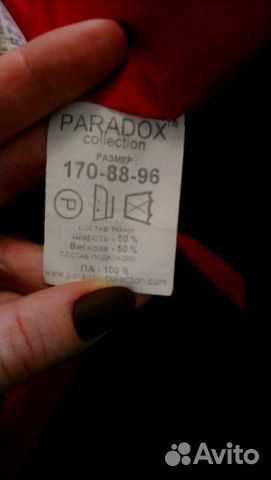 PARADOX™
collection
РАЗМЕР :
170-88-96
P
СОСТАВ ТКАНИ
Шерсть - 50 %
Вискоза - 50 %
СОСТАВ ПОДКЛАДКИ
ПА - 100 %
www.paradox-collection.com
Avito